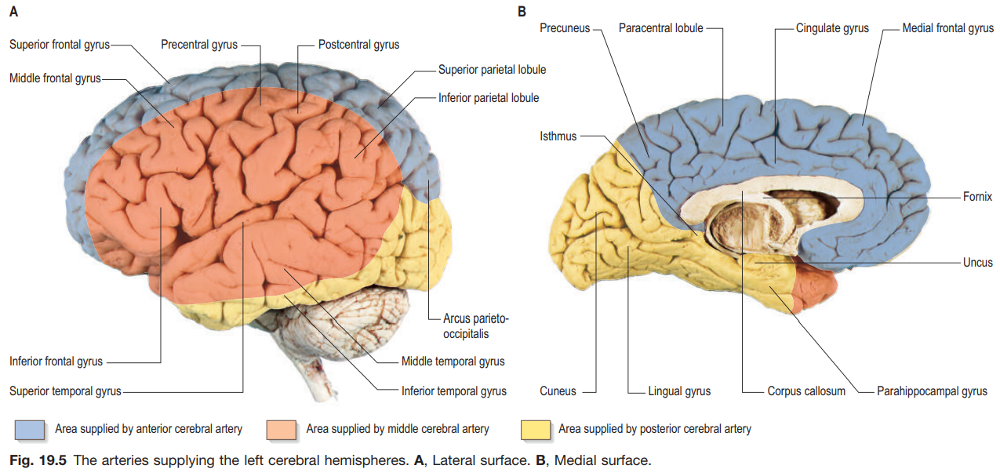 A
Superior frontal gyrus
Precentral gyrus
Postcentral gyrus
Middle frontal gyrus
Superior parietal lobule
Inferior parietal lobule
Arcus parieto-
occipitalis
Inferior frontal gyrus
Middle temporal gyrus
Superior temporal gyrus
Inferior temporal gyrus
B
Precuneus
Paracentral lobule
Cingulate gyrus
Medial frontal gyrus
Isthmus
Fornix
Uncus
Cuneus
Lingual gyrus
Corpus callosum
Parahippocampal gyrus
Area supplied by anterior cerebral artery
Area supplied by middle cerebral artery
Area supplied by posterior cerebral artery
Fig. 19.5 The arteries supplying the left cerebral hemispheres. A, Lateral surface. B, Medial surface.